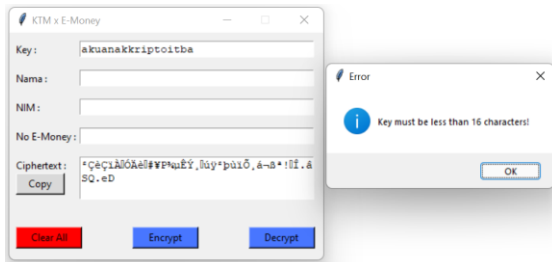 KTM x E-Money
Key :
akuanakkriptoitba
Nama :
NIM :
No E-Money :
Ciphertext :
Copy
Clear All
Encrypt
Decrypt
Error
Key must be less than 16 characters!
OK